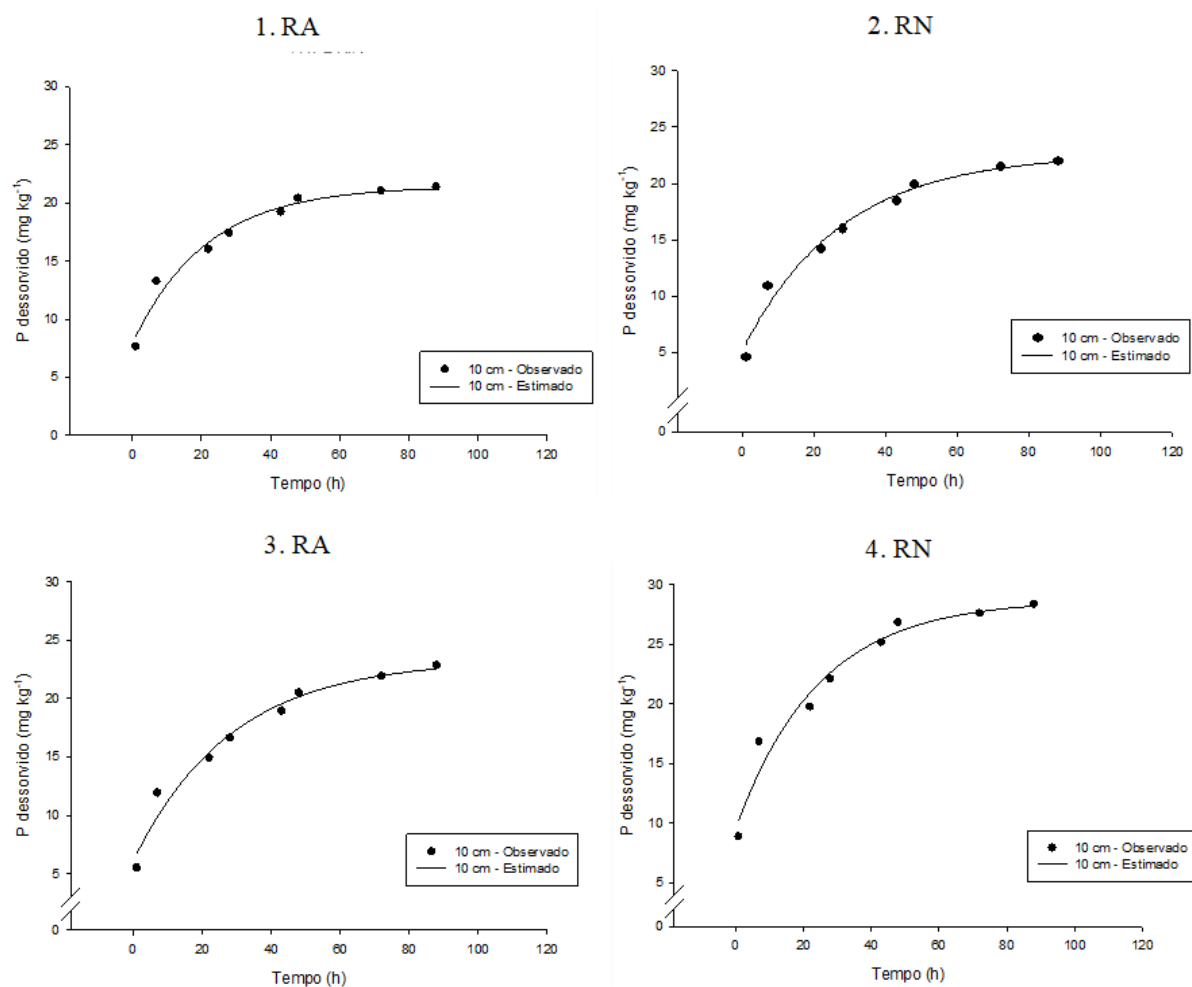 1. RA
30
25
20
15
10
5
0
P dessorvido (mg kg⁻¹)
10 cm - Observado
10 cm - Estimado
0 20 40 60 80 100 120
Tempo (h)
2. RN
30
25
20
15
10
5
0
P dessorvido (mg kg⁻¹)
10 cm - Observado
10 cm - Estimado
0 20 40 60 80 100 120
Tempo (h)
3. RA
30
25
20
15
10
5
0
P dessorvido (mg kg⁻¹)
10 cm - Observado
10 cm - Estimado
0 20 40 60 80 100 120
Tempo (h)
4. RN
30
25
20
15
10
5
0
P dessorvido (mg kg⁻¹)
10 cm - Observado
10 cm - Estimado
0 20 40 60 80 100 120
Tempo (h)